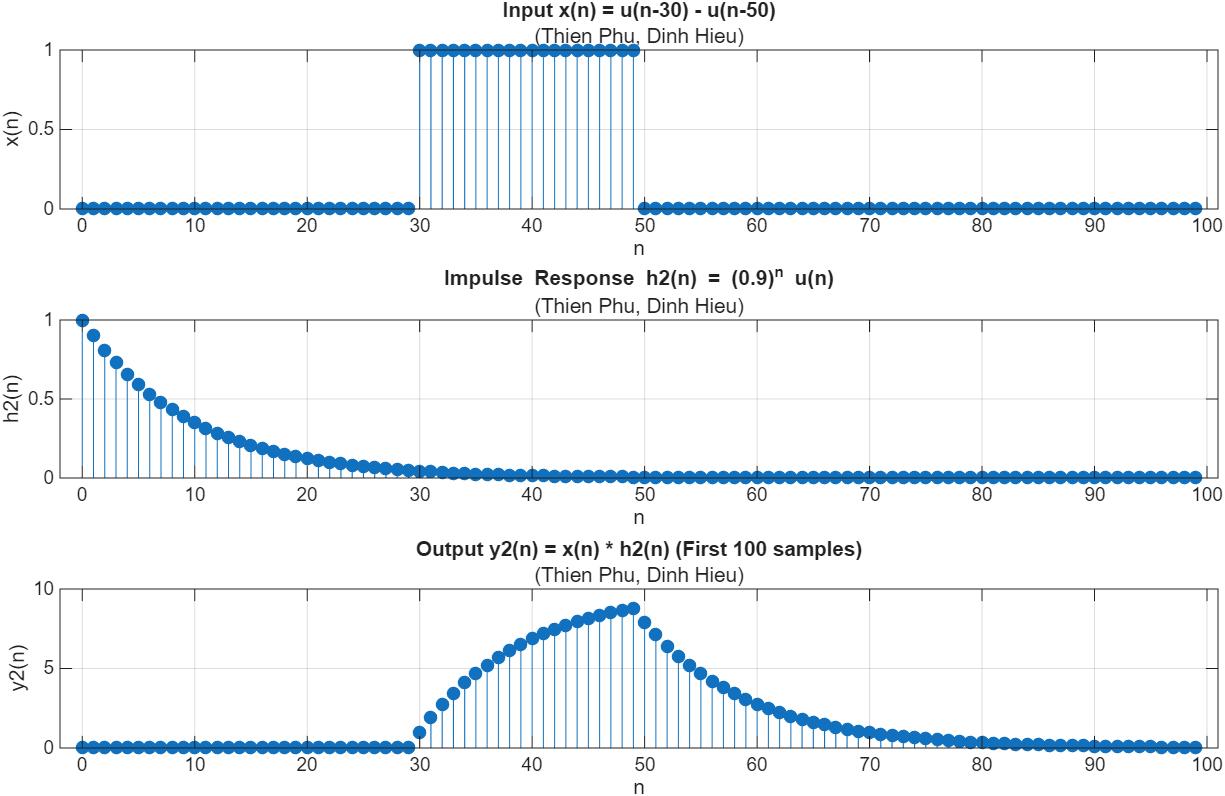 Input x(n) = u(n-30) - u(n-50)
(Thien Phu, Dinh Hieu)
1
0.5
0
x(n)
0 10 20 30 40 50 60 70 80 90 100
n
Impulse Response h2(n) = (0.9)^n u(n)
(Thien Phu, Dinh Hieu)
1
0.5
0
h2(n)
0 10 20 30 40 50 60 70 80 90 100
n
Output y2(n) = x(n) * h2(n) (First 100 samples)
(Thien Phu, Dinh Hieu)
10
5
0
y2(n)
0 10 20 30 40 50 60 70 80 90 100
n